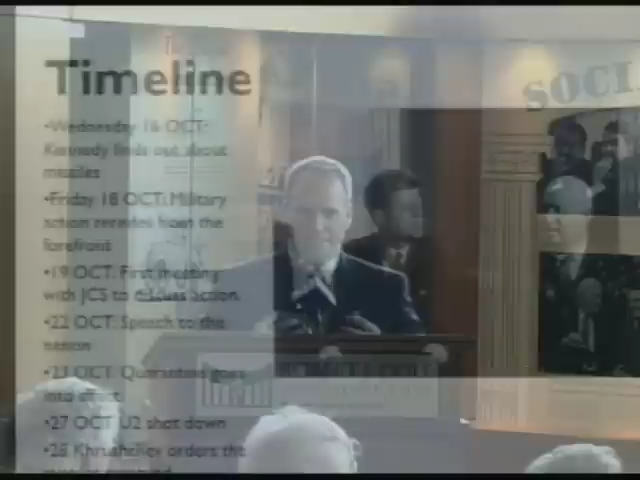 Timeline
SOCI
•Wednesday 16 OCT:
Kennedy finds out about
missiles
•Friday 18 OCT: Military
action recedes from the
forefront
•19 OCT: First meeting
with JCS to discuss action
•22 OCT: Speech to the
nation
•23 OCT: Quarantine goes
into effect
•27 OCT: U2 shot down
•28 Khrushchev orders the